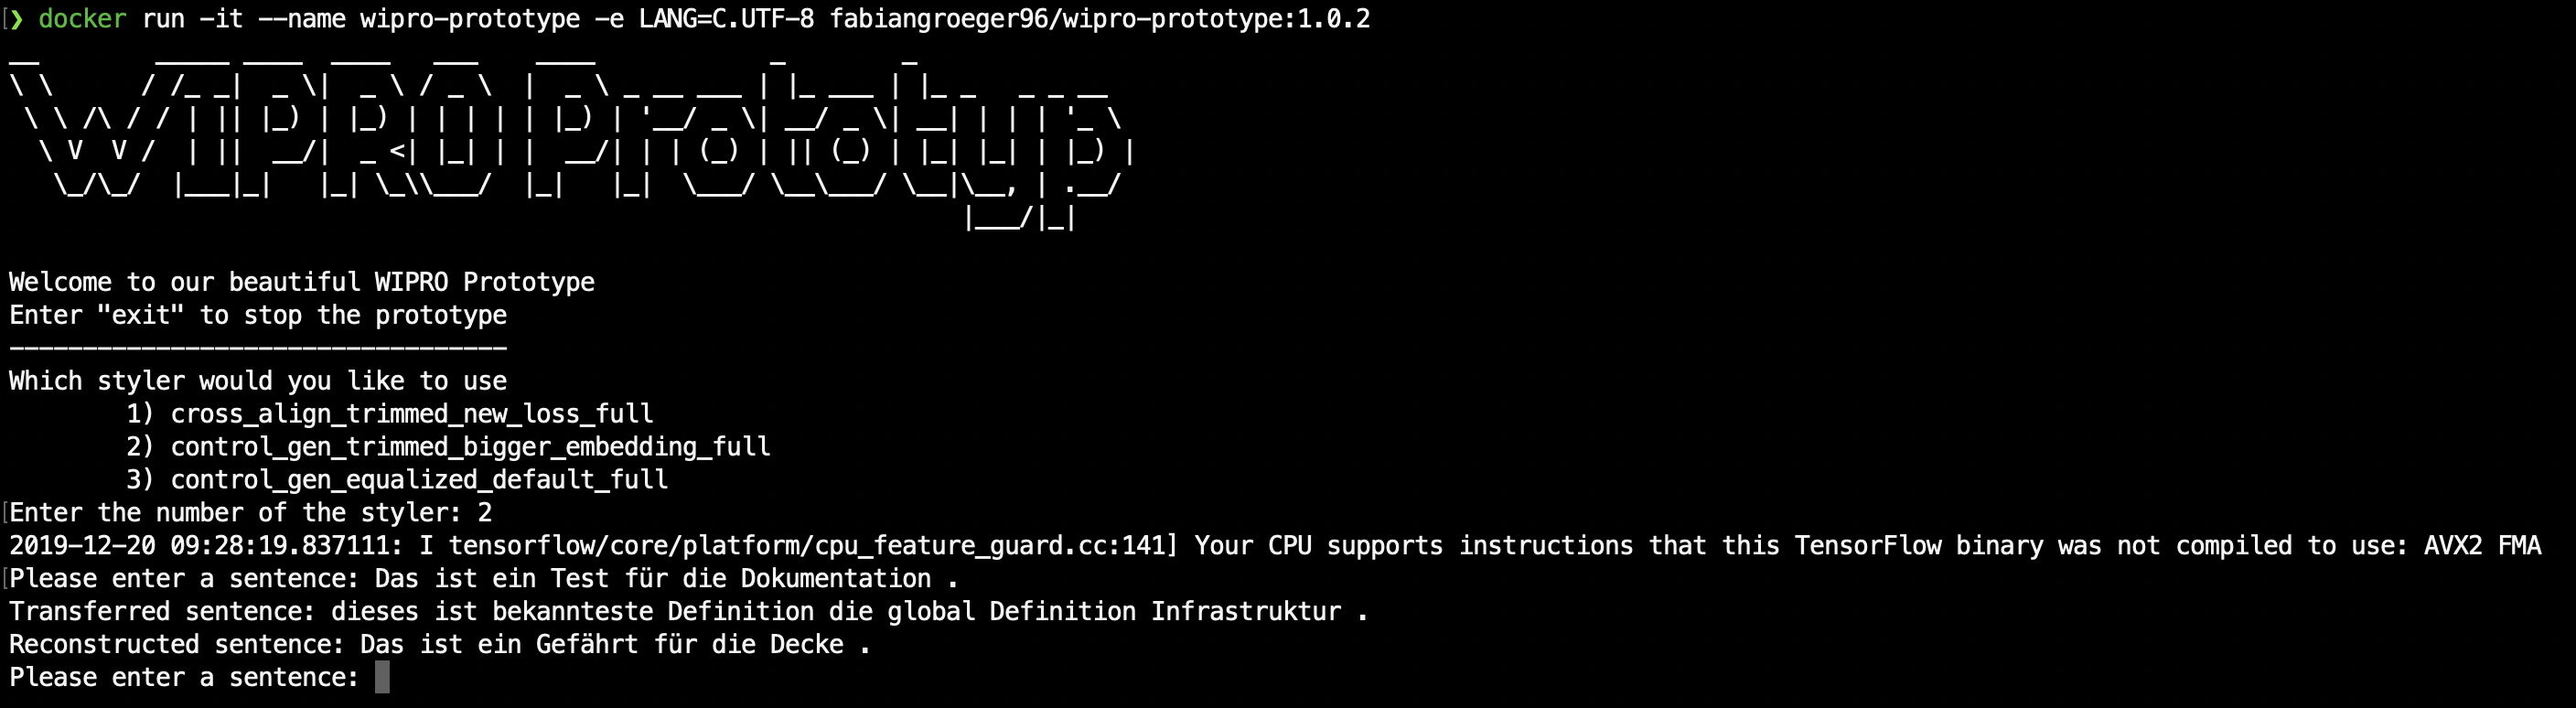 ❯ docker run -it --name wipro-prototype -e LANG=C.UTF-8 fabiangroeger96/wipro-prototype:1.0.2
WIPRO Prototyp
Welcome to our beautiful WIPRO Prototype
Enter "exit" to stop the prototype
----------------------------------
Which styler would you like to use
1) cross_align_trimmed_new_loss_full
2) control_gen_trimmed_bigger_embedding_full
3) control_gen_equalized_default_full
Enter the number of the styler: 2
2019-12-20 09:28:19.837111: I tensorflow/core/platform/cpu_feature_guard.cc:141] Your CPU supports instructions that this TensorFlow binary was not compiled to use: AVX2 FMA
Please enter a sentence: Das ist ein Test für die Dokumentation .
Transferred sentence: dieses ist bekannteste Definition die global Definition Infrastruktur .
Reconstructed sentence: Das ist ein Gefährt für die Decke .
Please enter a sentence: